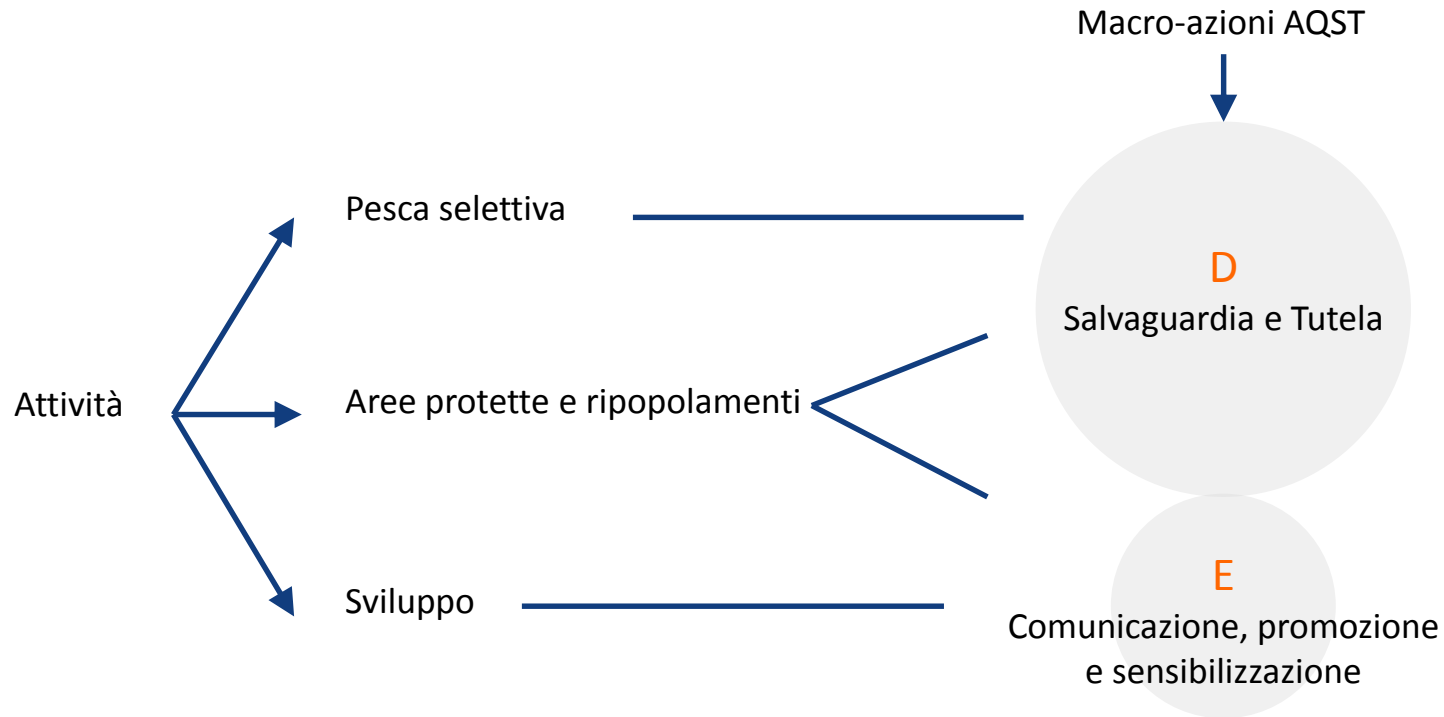 Macro-azioni AQST
Pesca selettiva
D
Salvaguardia e Tutela
Attività
Aree protette e ripopolamenti
Sviluppo
E
Comunicazione, promozione
e sensibilizzazione